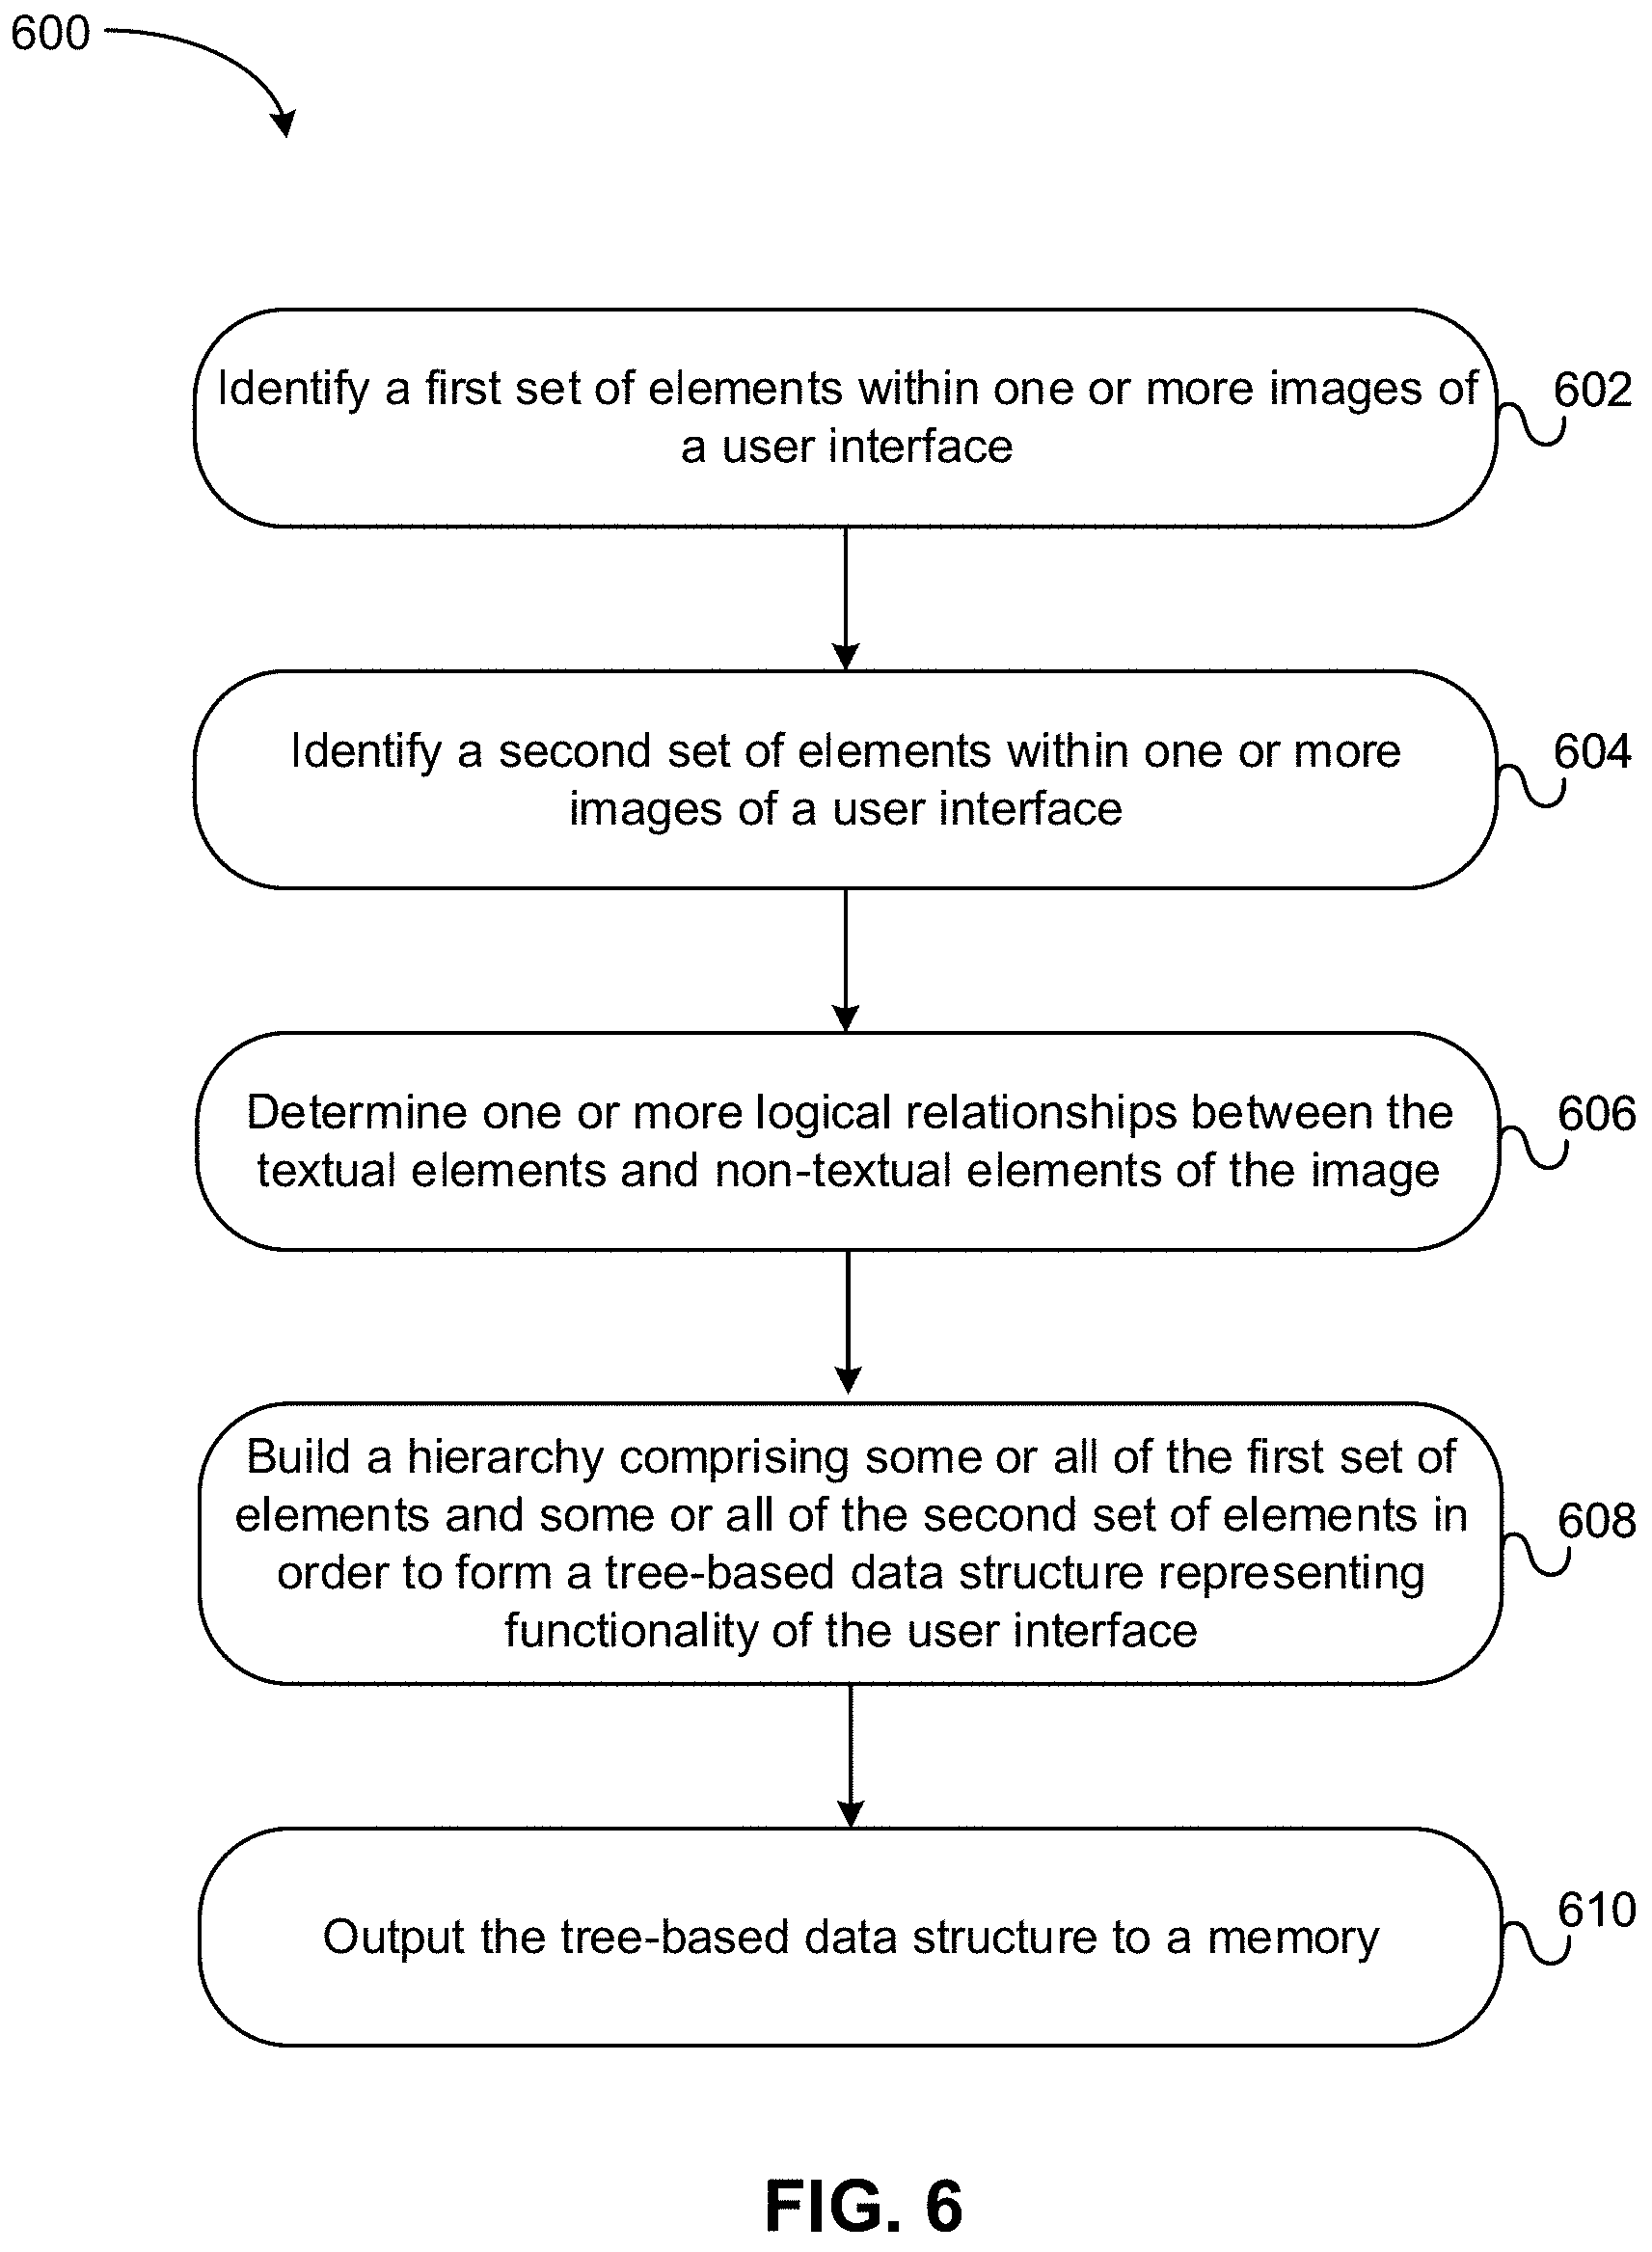 600
Identify a first set of elements within one or more images of
a user interface
602
Identify a second set of elements within one or more
images of a user interface
604
Determine one or more logical relationships between the
textual elements and non-textual elements of the image
606
Build a hierarchy comprising some or all of the first set of
elements and some or all of the second set of elements in
order to form a tree-based data structure representing
functionality of the user interface
608
Output the tree-based data structure to a memory
610
FIG. 6